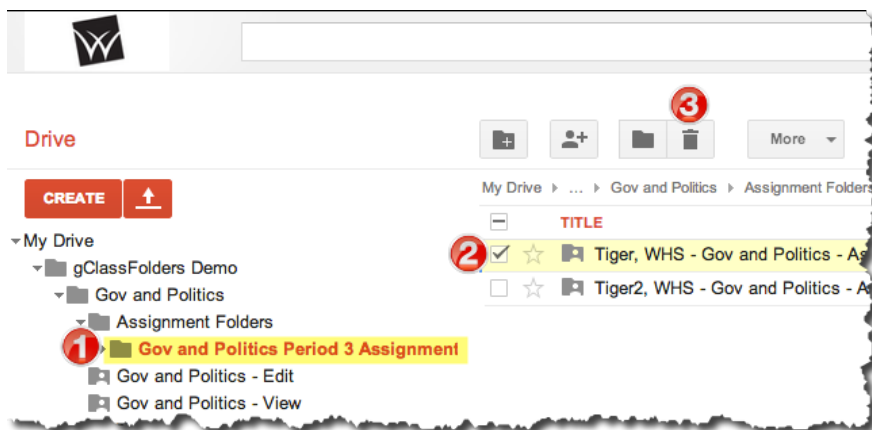 W
3
Drive
More
CREATE
My Drive ▸ ... ▸ Gov and Politics ▸ Assignment Folders
TITLE
My Drive
2
Tiger, WHS - Gov and Politics - As
gClassFolders Demo
Tiger2, WHS - Gov and Politics - A
Gov and Politics
Assignment Folders
1
Gov and Politics Period 3 Assignment
Gov and Politics - Edit
Gov and Politics - View